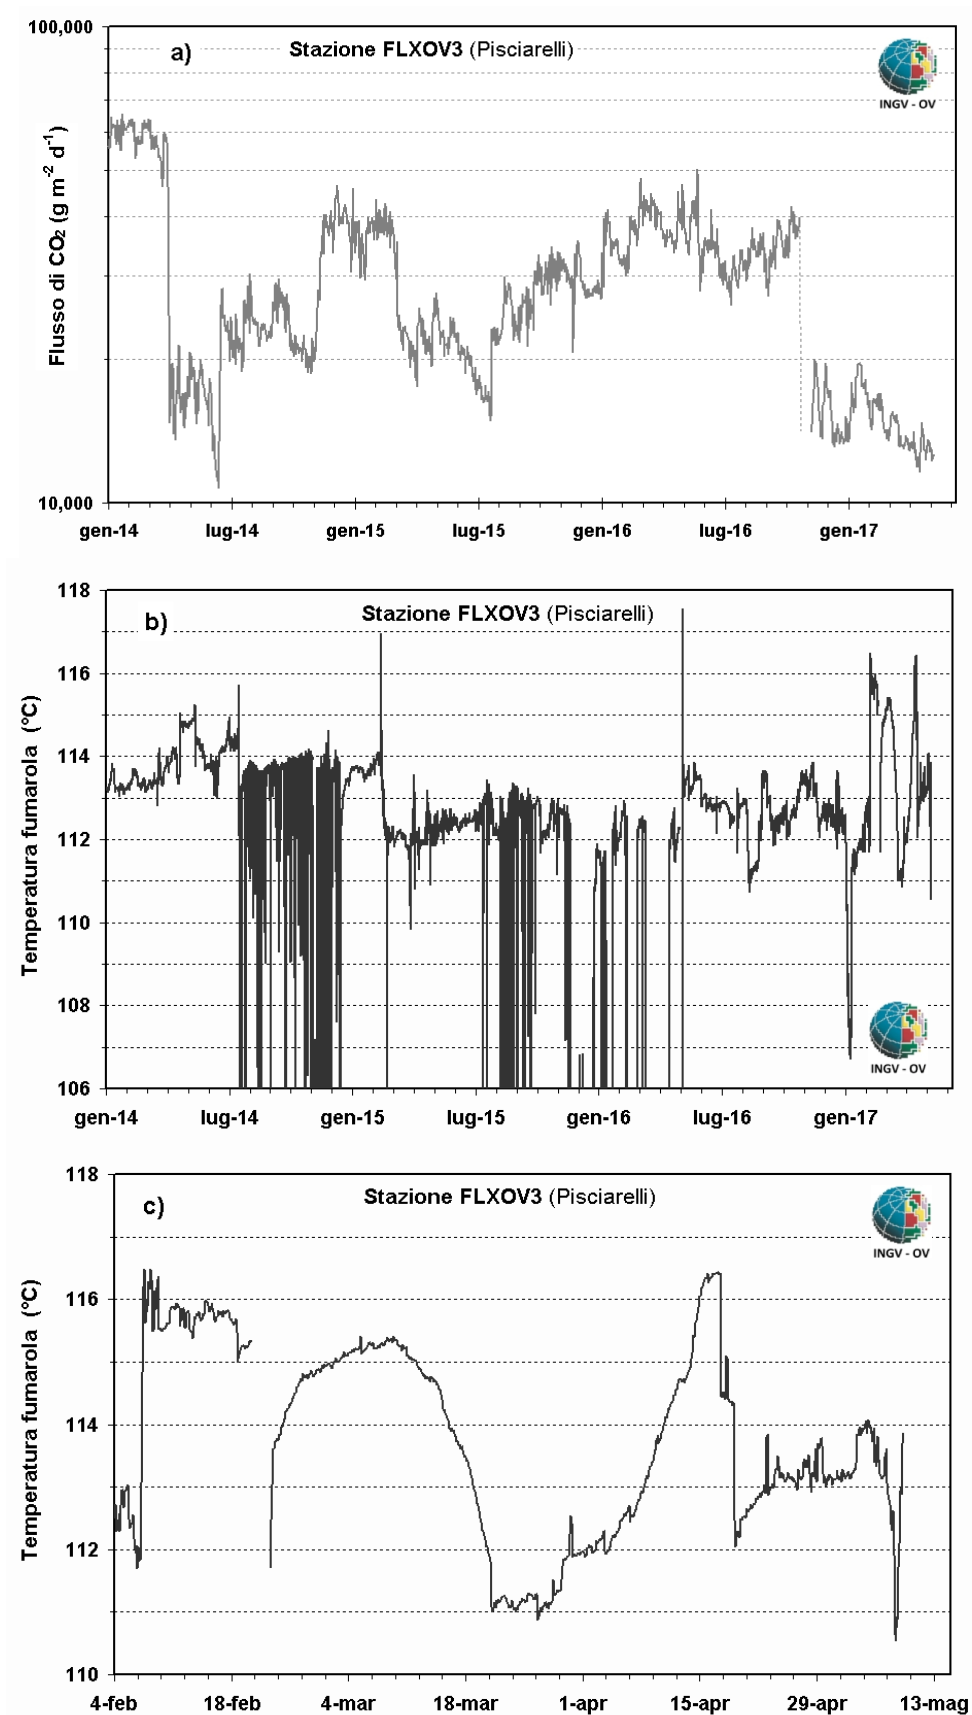 100,000
a)
Stazione FLXOV3 (Pisciarelli)
INGV - OV
Flusso di CO₂ (g m⁻² d⁻¹)
10,000
gen-14 lug-14 gen-15 lug-15 gen-16 lug-16 gen-17
118
b)
Stazione FLXOV3 (Pisciarelli)
116
114
112
110
108
106
Temperatura fumarola (°C)
INGV - OV
gen-14 lug-14 gen-15 lug-15 gen-16 lug-16 gen-17
118
c)
Stazione FLXOV3 (Pisciarelli)
INGV - OV
116
114
112
110
Temperatura fumarola (°C)
4-feb 18-feb 4-mar 18-mar 1-apr 15-apr 29-apr 13-mag